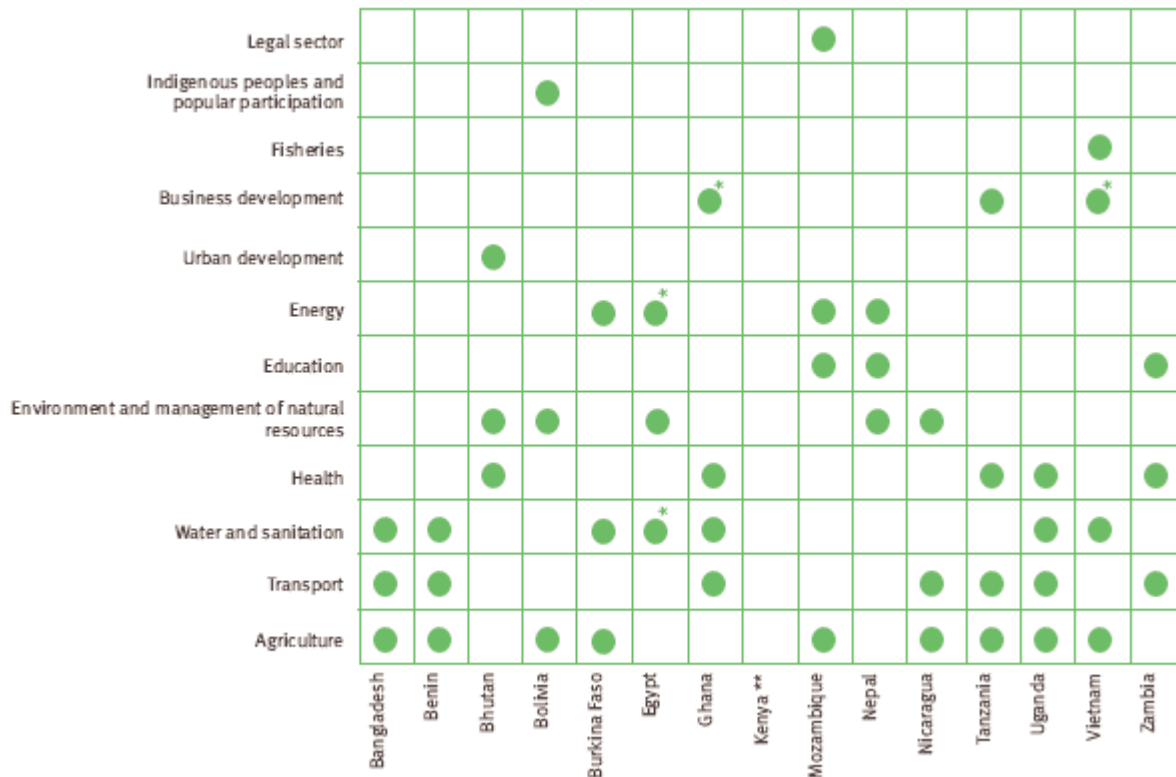 Legal sector
Indigenous peoples and
popular participation
Fisheries
Business development
*
*
Urban development
Energy
*
Education
Environment and management of natural
resources
Health
Water and sanitation
*
Transport
Agriculture
Bangladesh
Benin
Bhutan
Bolivia
Burkina Faso
Egypt
Ghana
Kenya **
Mozambique
Nepal
Nicaragua
Tanzania
Uganda
Vietnam
Zambia